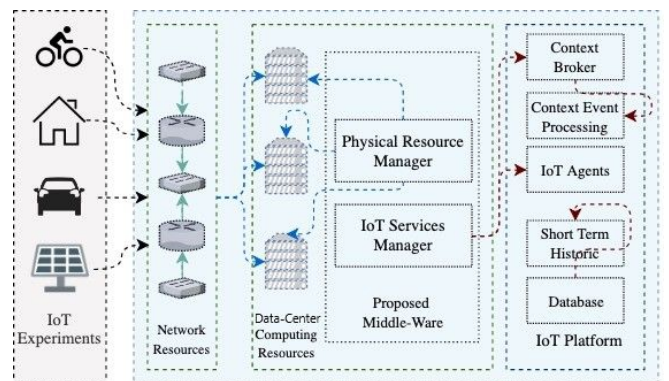 IoT
Experiments
Network
Resources
Data-Center
Computing
Resources
Physical Resource
Manager
IoT Services
Manager
Proposed
Middle-Ware
Context
Broker
Context Event
Processing
IoT Agents
Short Term
Historic
Database
IoT Platform